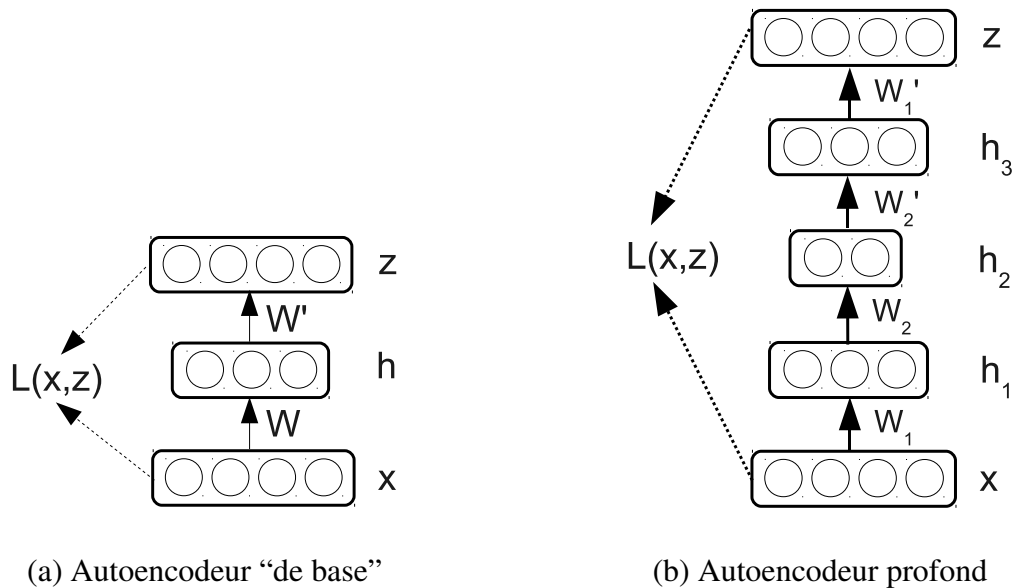 z
W'
h
L(x,z)
W
x
(a) Autoencodeur “de base”
z
W₁'
h₃
W₂'
L(x,z)
h₂
W₂
h₁
W₁
x
(b) Autoencodeur profond